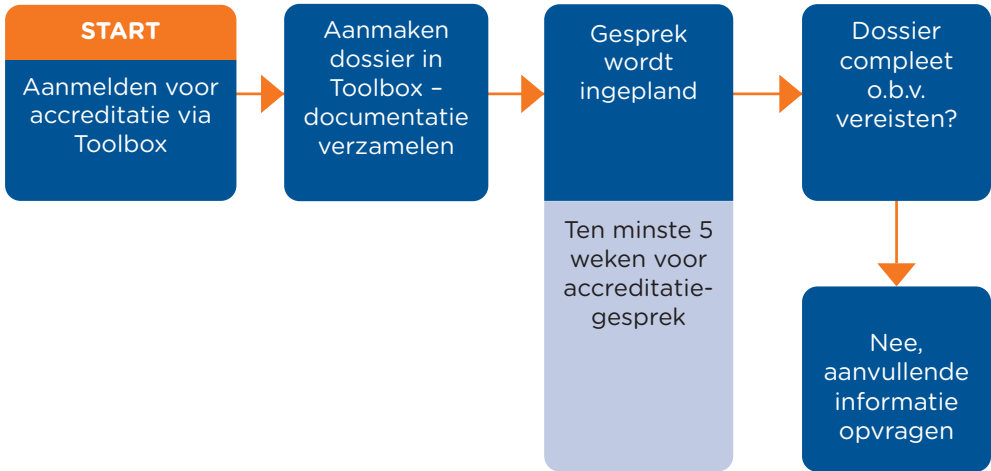 START
Aanmelden voor
accreditatie via
Toolbox
Aanmaken
dossier in
Toolbox –
documentatie
verzamelen
Gesprek
wordt
ingepland
Ten minste 5
weken voor
accreditatie-
gesprek
Dossier
compleet
o.b.v.
vereisten?
Nee,
aanvullende
informatie
opvragen